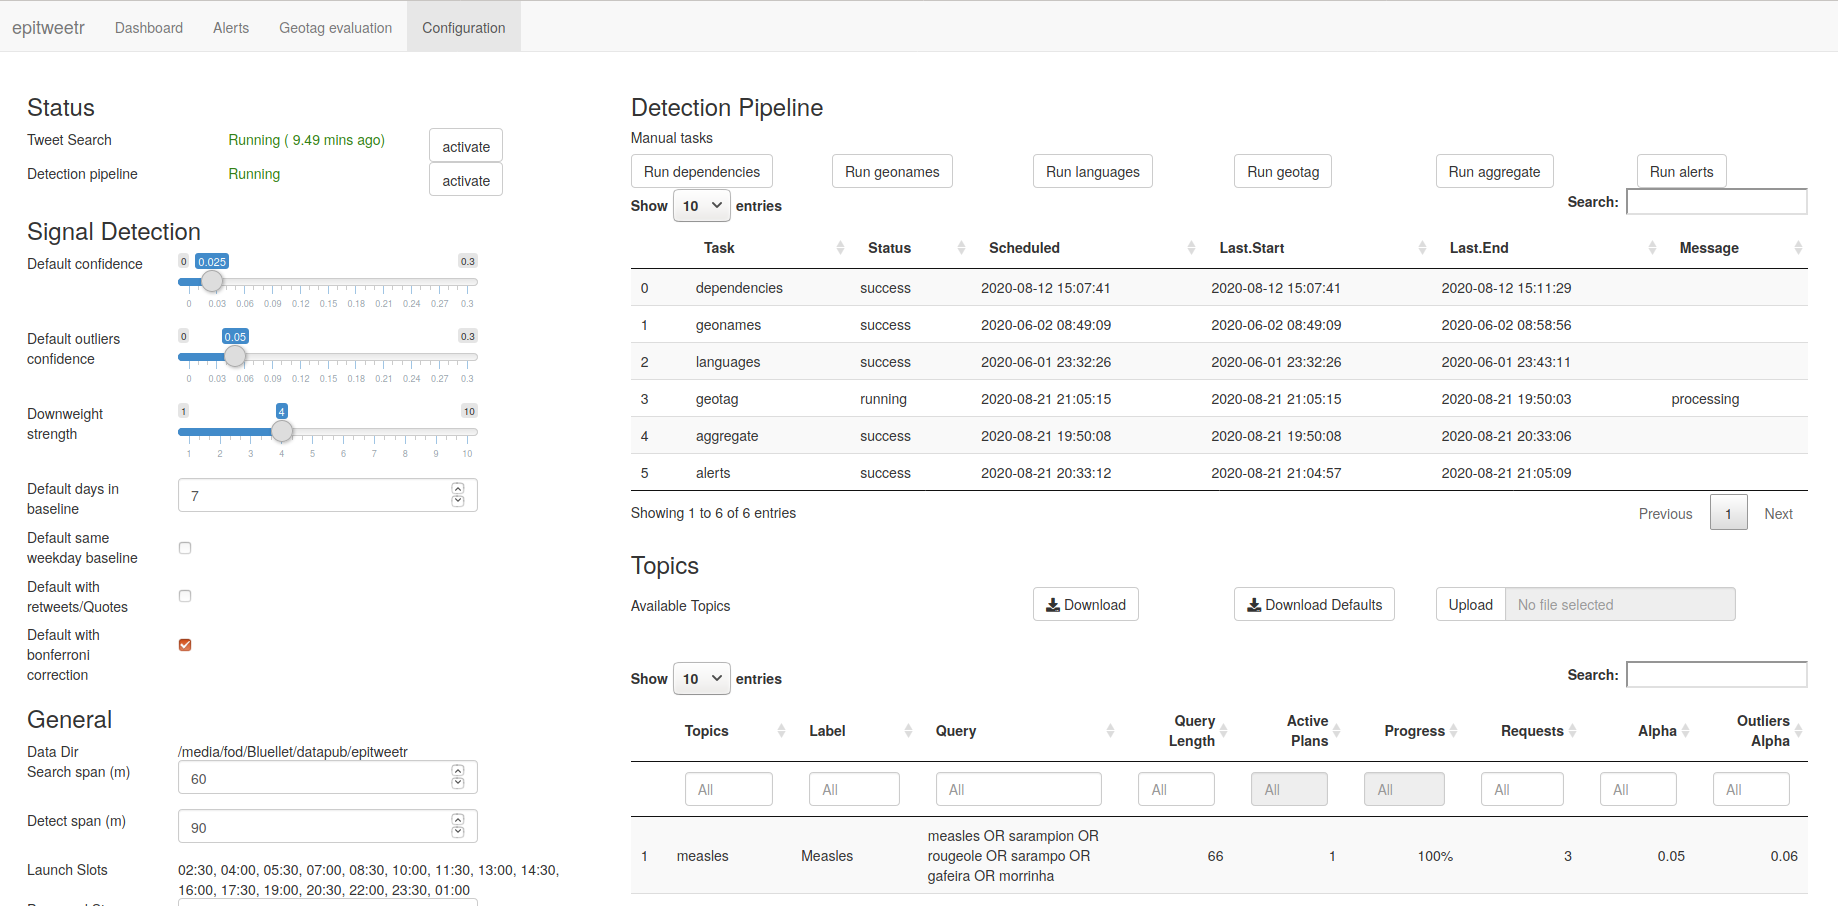 epitweetr Dashboard Alerts Geotag evaluation Configuration
Status
Tweet Search Running ( 9.49 mins ago) activate
Detection pipeline Running activate
Signal Detection
Default confidence 0 0.025 0.3
0 0.03 0.06 0.09 0.12 0.15 0.18 0.21 0.24 0.27 0.3
Default outliers
confidence
0 0.05 0.3
0 0.03 0.06 0.09 0.12 0.15 0.18 0.21 0.24 0.27 0.3
Downweight
strength
1 4 10
1 2 3 4 5 6 7 8 9 10
Default days in
baseline
7
Default same
weekday baseline
Default with
retweets/Quotes
Default with
bonferroni
correction
General
Data Dir /media/fod/Bluellet/datapub/epitweetr
Search span (m) 60
Detect span (m) 90
Launch Slots 02:30, 04:00, 05:30, 07:00, 08:30, 10:00, 11:30, 13:00, 14:30,
16:00, 17:30, 19:00, 20:30, 22:00, 23:30, 01:00
Detection Pipeline
Manual tasks
Run dependencies Run geonames Run languages Run geotag Run aggregate Run alerts
Show 10 entries Search:
Task Status Scheduled Last.Start Last.End Message
0 dependencies success 2020-08-12 15:07:41 2020-08-12 15:07:41 2020-08-12 15:11:29
1 geonames success 2020-06-02 08:49:09 2020-06-02 08:49:09 2020-06-02 08:58:56
2 languages success 2020-06-01 23:32:26 2020-06-01 23:32:26 2020-06-01 23:43:11
3 geotag running 2020-08-21 21:05:15 2020-08-21 21:05:15 2020-08-21 19:50:03 processing
4 aggregate success 2020-08-21 19:50:08 2020-08-21 19:50:08 2020-08-21 20:33:06
5 alerts success 2020-08-21 20:33:12 2020-08-21 21:04:57 2020-08-21 21:05:09
Showing 1 to 6 of 6 entries Previous 1 Next
Topics
Available Topics Download Download Defaults Upload No file selected
Show 10 entries Search:
Topics Label Query Query Length Active Plans Progress Requests Alpha Outliers Alpha
All All All All All All All All All
1 measles Measles measles OR sarampion OR rougeole OR sarampo OR gafeira OR morrinha 66 1 100% 3 0.05 0.06